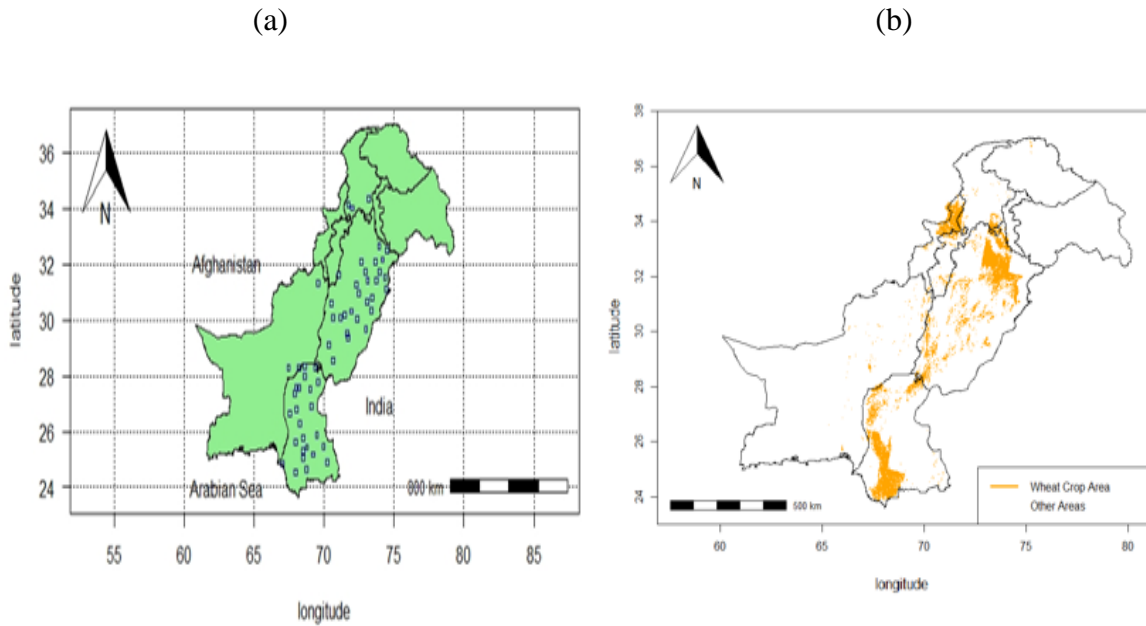 (a)
(b)
36
34
32
30
28
26
24
latitude
N
Afghanistan
India
Arabian Sea
800 km
55
60
65
70
75
80
85
longitude
38
36
34
32
30
28
26
24
latitude
N
500 km
Wheat Crop Area
Other Areas
60
65
70
75
80
longitude